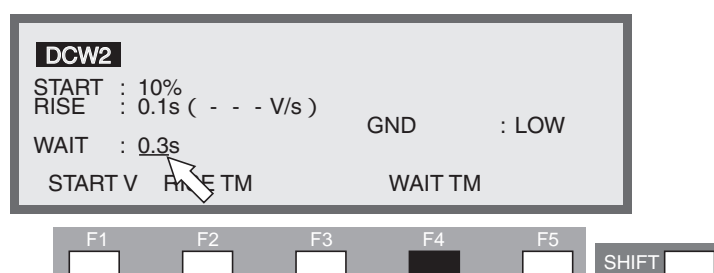 DCW2
START : 10%
RISE : 0.1s ( - - - V/s )
GND : LOW
WAIT : 0.3s
START V TM WAIT TM
F1 F2 F3 F4 F5
SHIFT